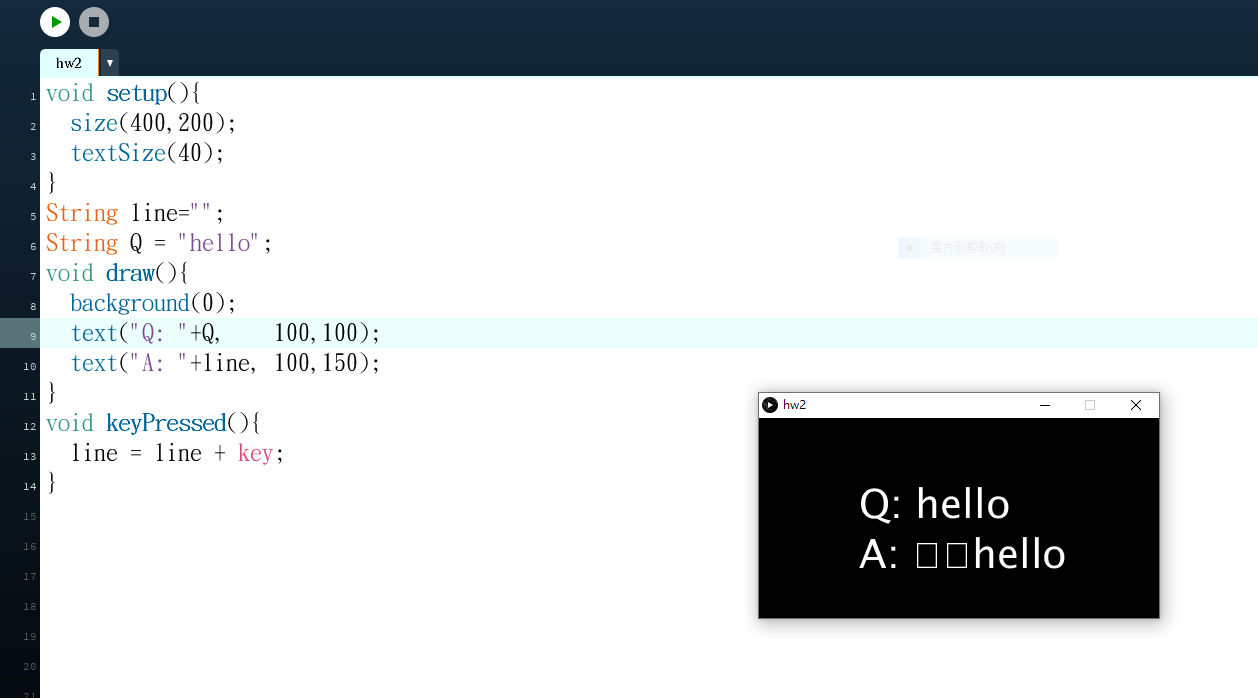 hw2
1 void setup(){
2   size(400,200);
3   textSize(40);
4 }
5 String line="";
6 String Q = "hello";
7 void draw(){
8   background(0);
9   text("Q: "+Q,    100,100);
10   text("A: "+line, 100,150);
11 }
12 void keyPressed(){
13   line = line + key;
14 }
15
16
17
18
19
20
21
長方形剪取(R)
hw2
Q: hello
A: □□hello